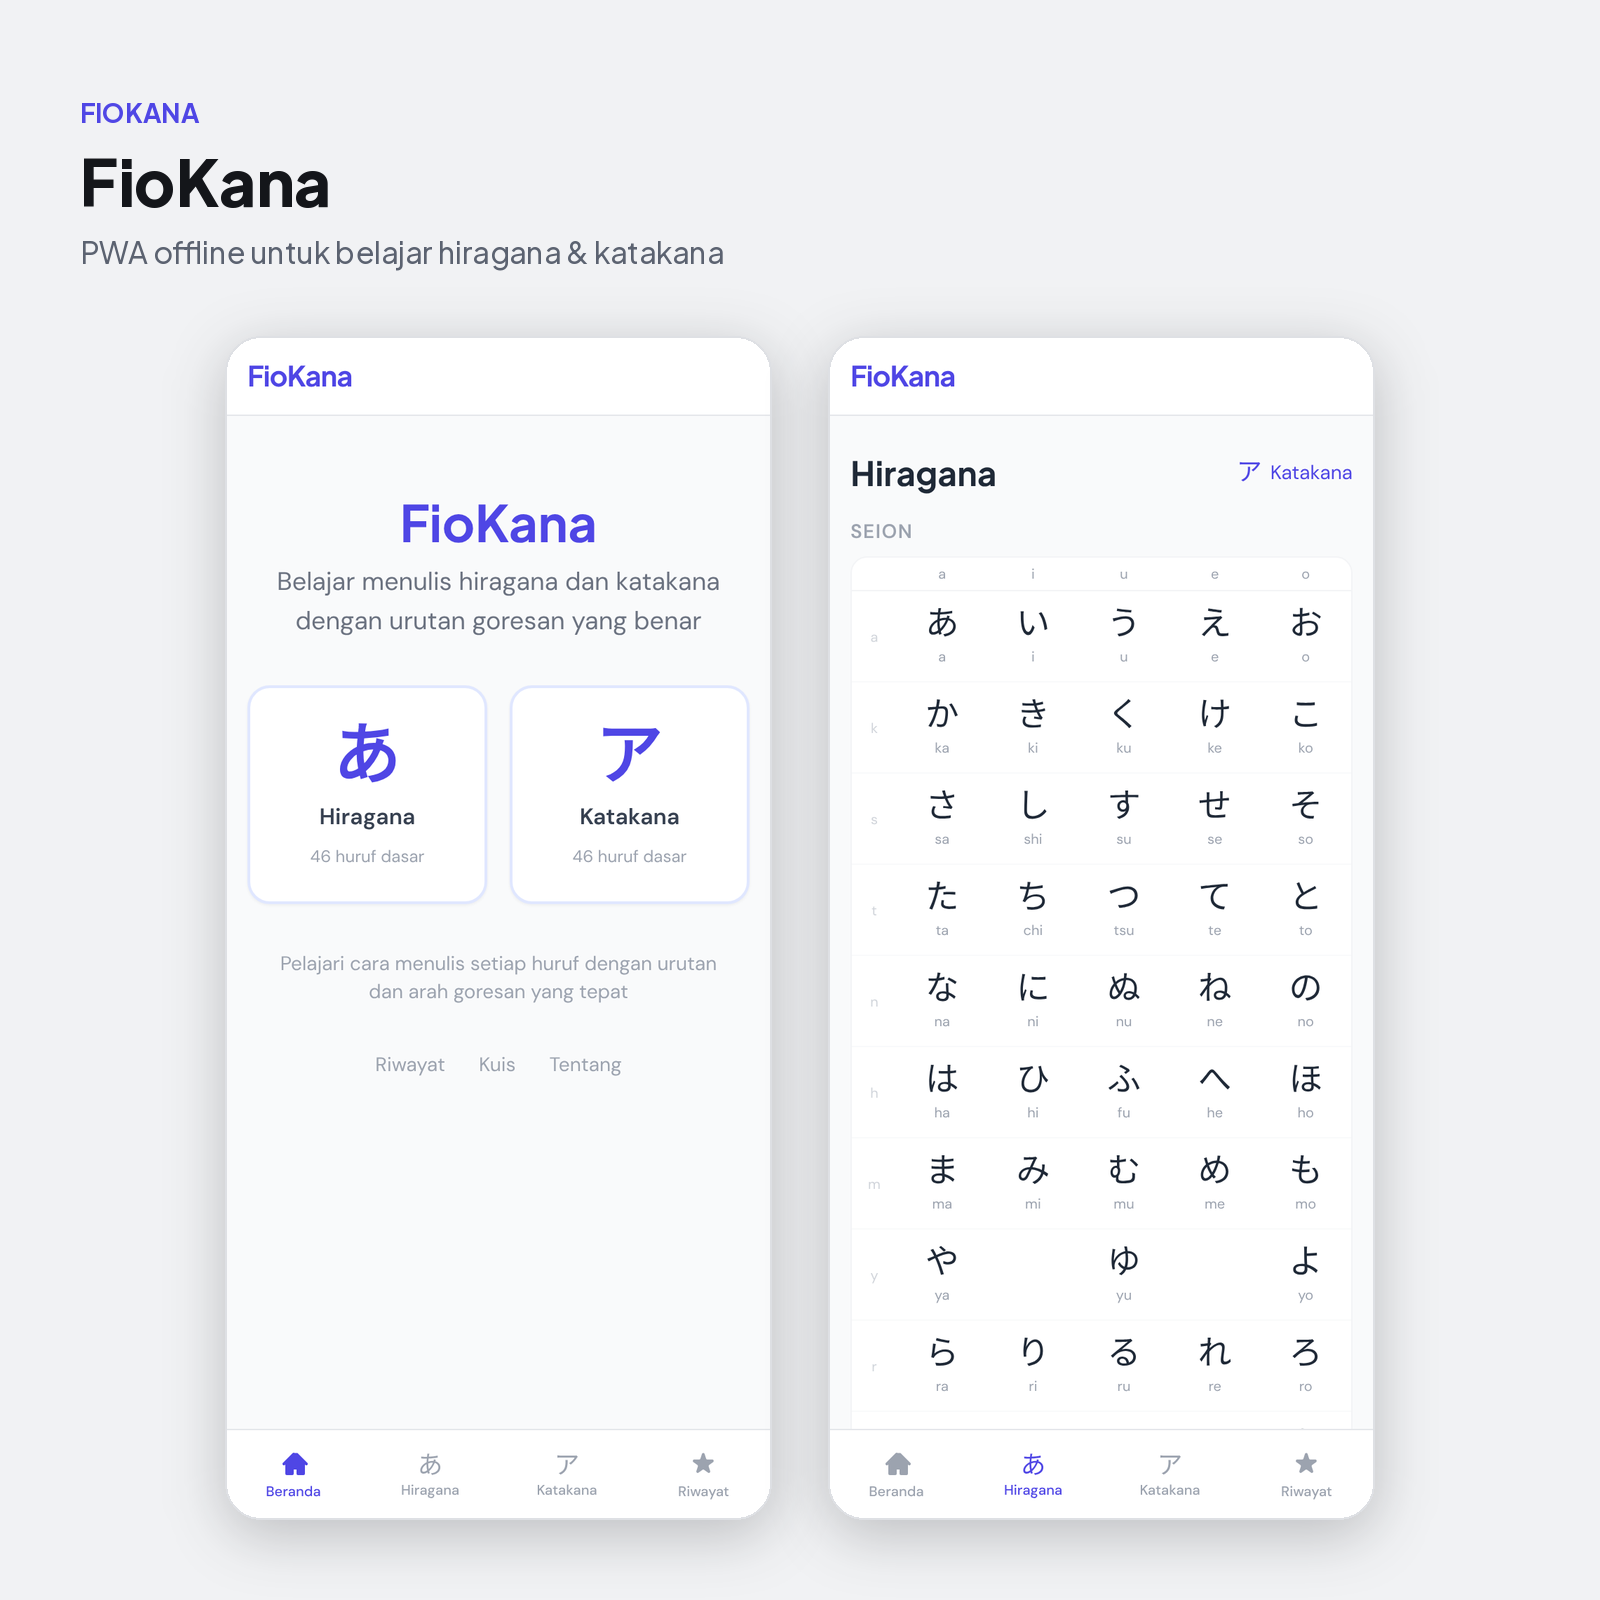 FIOKANA
FioKana
PWA offline untuk belajar hiragana & katakana
FioKana
FioKana
Belajar menulis hiragana dan katakana
dengan urutan goresan yang benar
あ
Hiragana
46 huruf dasar
ア
Katakana
46 huruf dasar
Pelajari cara menulis setiap huruf dengan urutan
dan arah goresan yang tepat
Riwayat Kuis Tentang
あ ア
Beranda Hiragana Katakana Riwayat
FioKana
Hiragana ア Katakana
SEION
a i u e o
a あ い う え お
a i u e o
k か き く け こ
ka ki ku ke ko
s さ し す せ そ
sa shi su se so
t た ち つ て と
ta chi tsu te to
n な に ぬ ね の
na ni nu ne no
h は ひ ふ へ ほ
ha hi fu he ho
m ま み む め も
ma mi mu me mo
y や ゆ よ
ya yu yo
r ら り る れ ろ
ra ri ru re ro
あ ア
Beranda Hiragana Katakana Riwayat